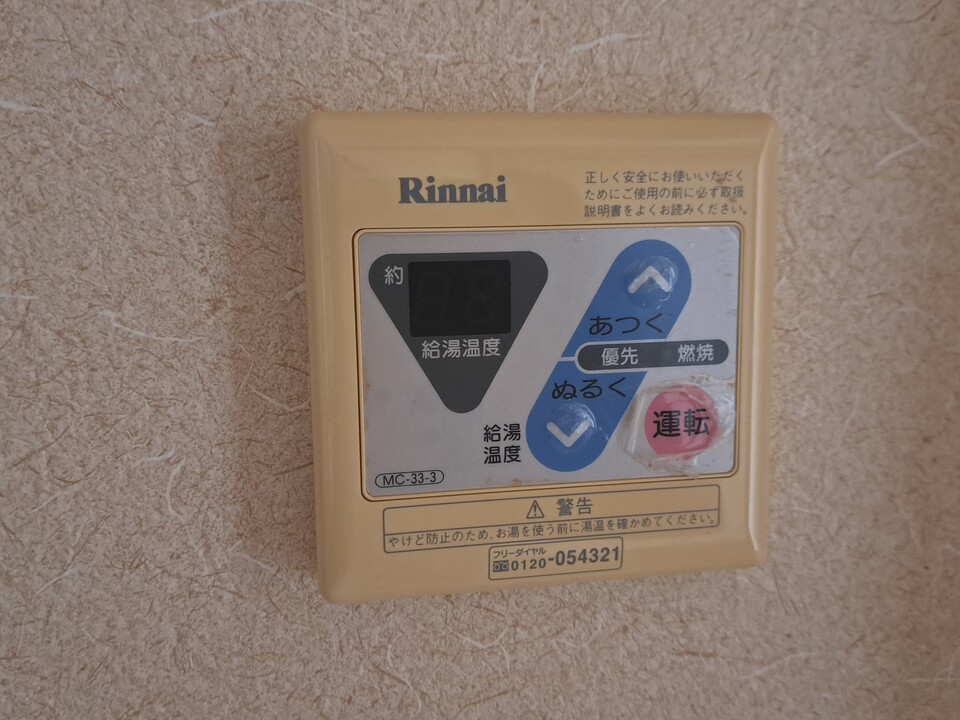 Rinnai
正しく安全にお使いいただく
ためにご使用の前に必ず取扱
説明書をよくお読みください。
約
給湯温度
あつく
優先 燃焼
ぬるく
給湯
温度
運転
MC-33-3
⚠ 警告
やけど防止のため、お湯を使う前に湯温を確かめてください。
フリーダイヤル
0120-054321